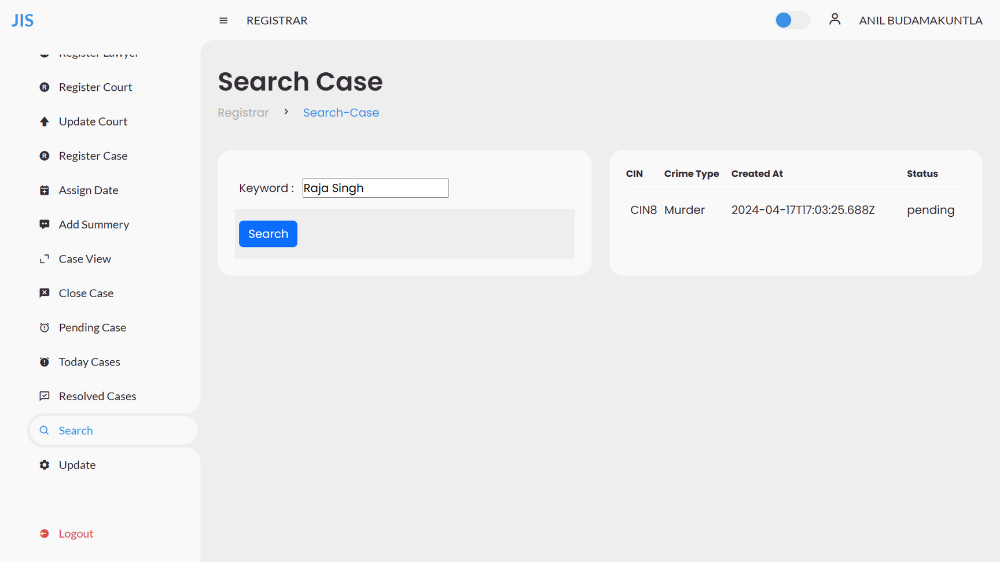 JIS
REGISTRAR
ANIL BUDAMAKUNTLA
Register Lawyer
Register Court
Update Court
Register Case
Assign Date
Add Summery
Case View
Close Case
Pending Case
Today Cases
Resolved Cases
Search
Update
Logout
Search Case
Registrar > Search-Case
Keyword : Raja Singh
Search
CIN Crime Type Created At Status
CIN8 Murder 2024-04-17T17:03:25.688Z pending